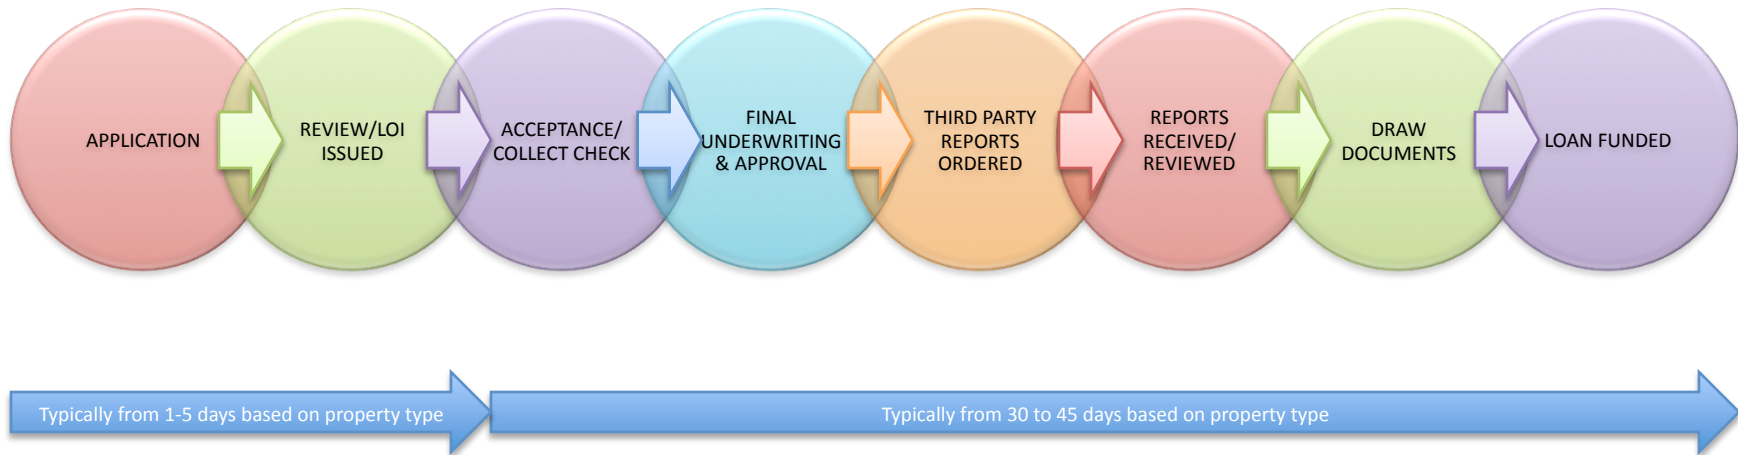 APPLICATION
REVIEW/LOI
ISSUED
ACCEPTANCE/
COLLECT CHECK
FINAL
UNDERWRITING
& APPROVAL
THIRD PARTY
REPORTS
ORDERED
REPORTS
RECEIVED/
REVIEWED
DRAW
DOCUMENTS
LOAN FUNDED
Typically from 1-5 days based on property type
Typically from 30 to 45 days based on property type